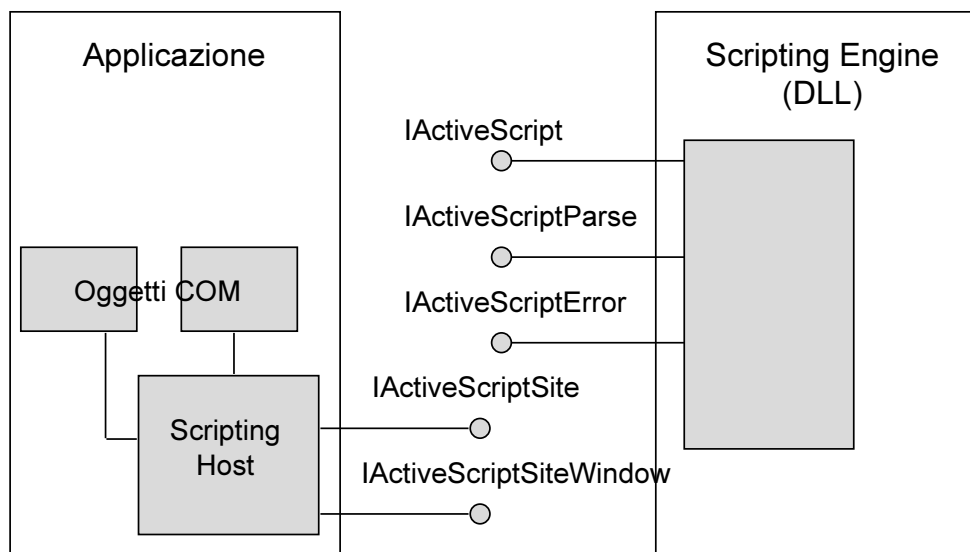 Applicazione
Scripting Engine
(DLL)
IActiveScript
IActiveScriptParse
Oggetti COM
IActiveScriptError
IActiveScriptSite
Scripting
Host
IActiveScriptSiteWindow